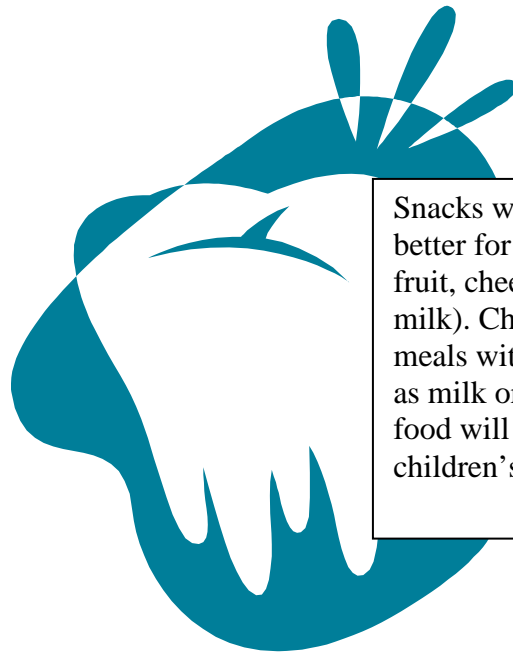 Snacks w
better for
fruit, chee
milk). Ch
meals wit
as milk or
food will
children's